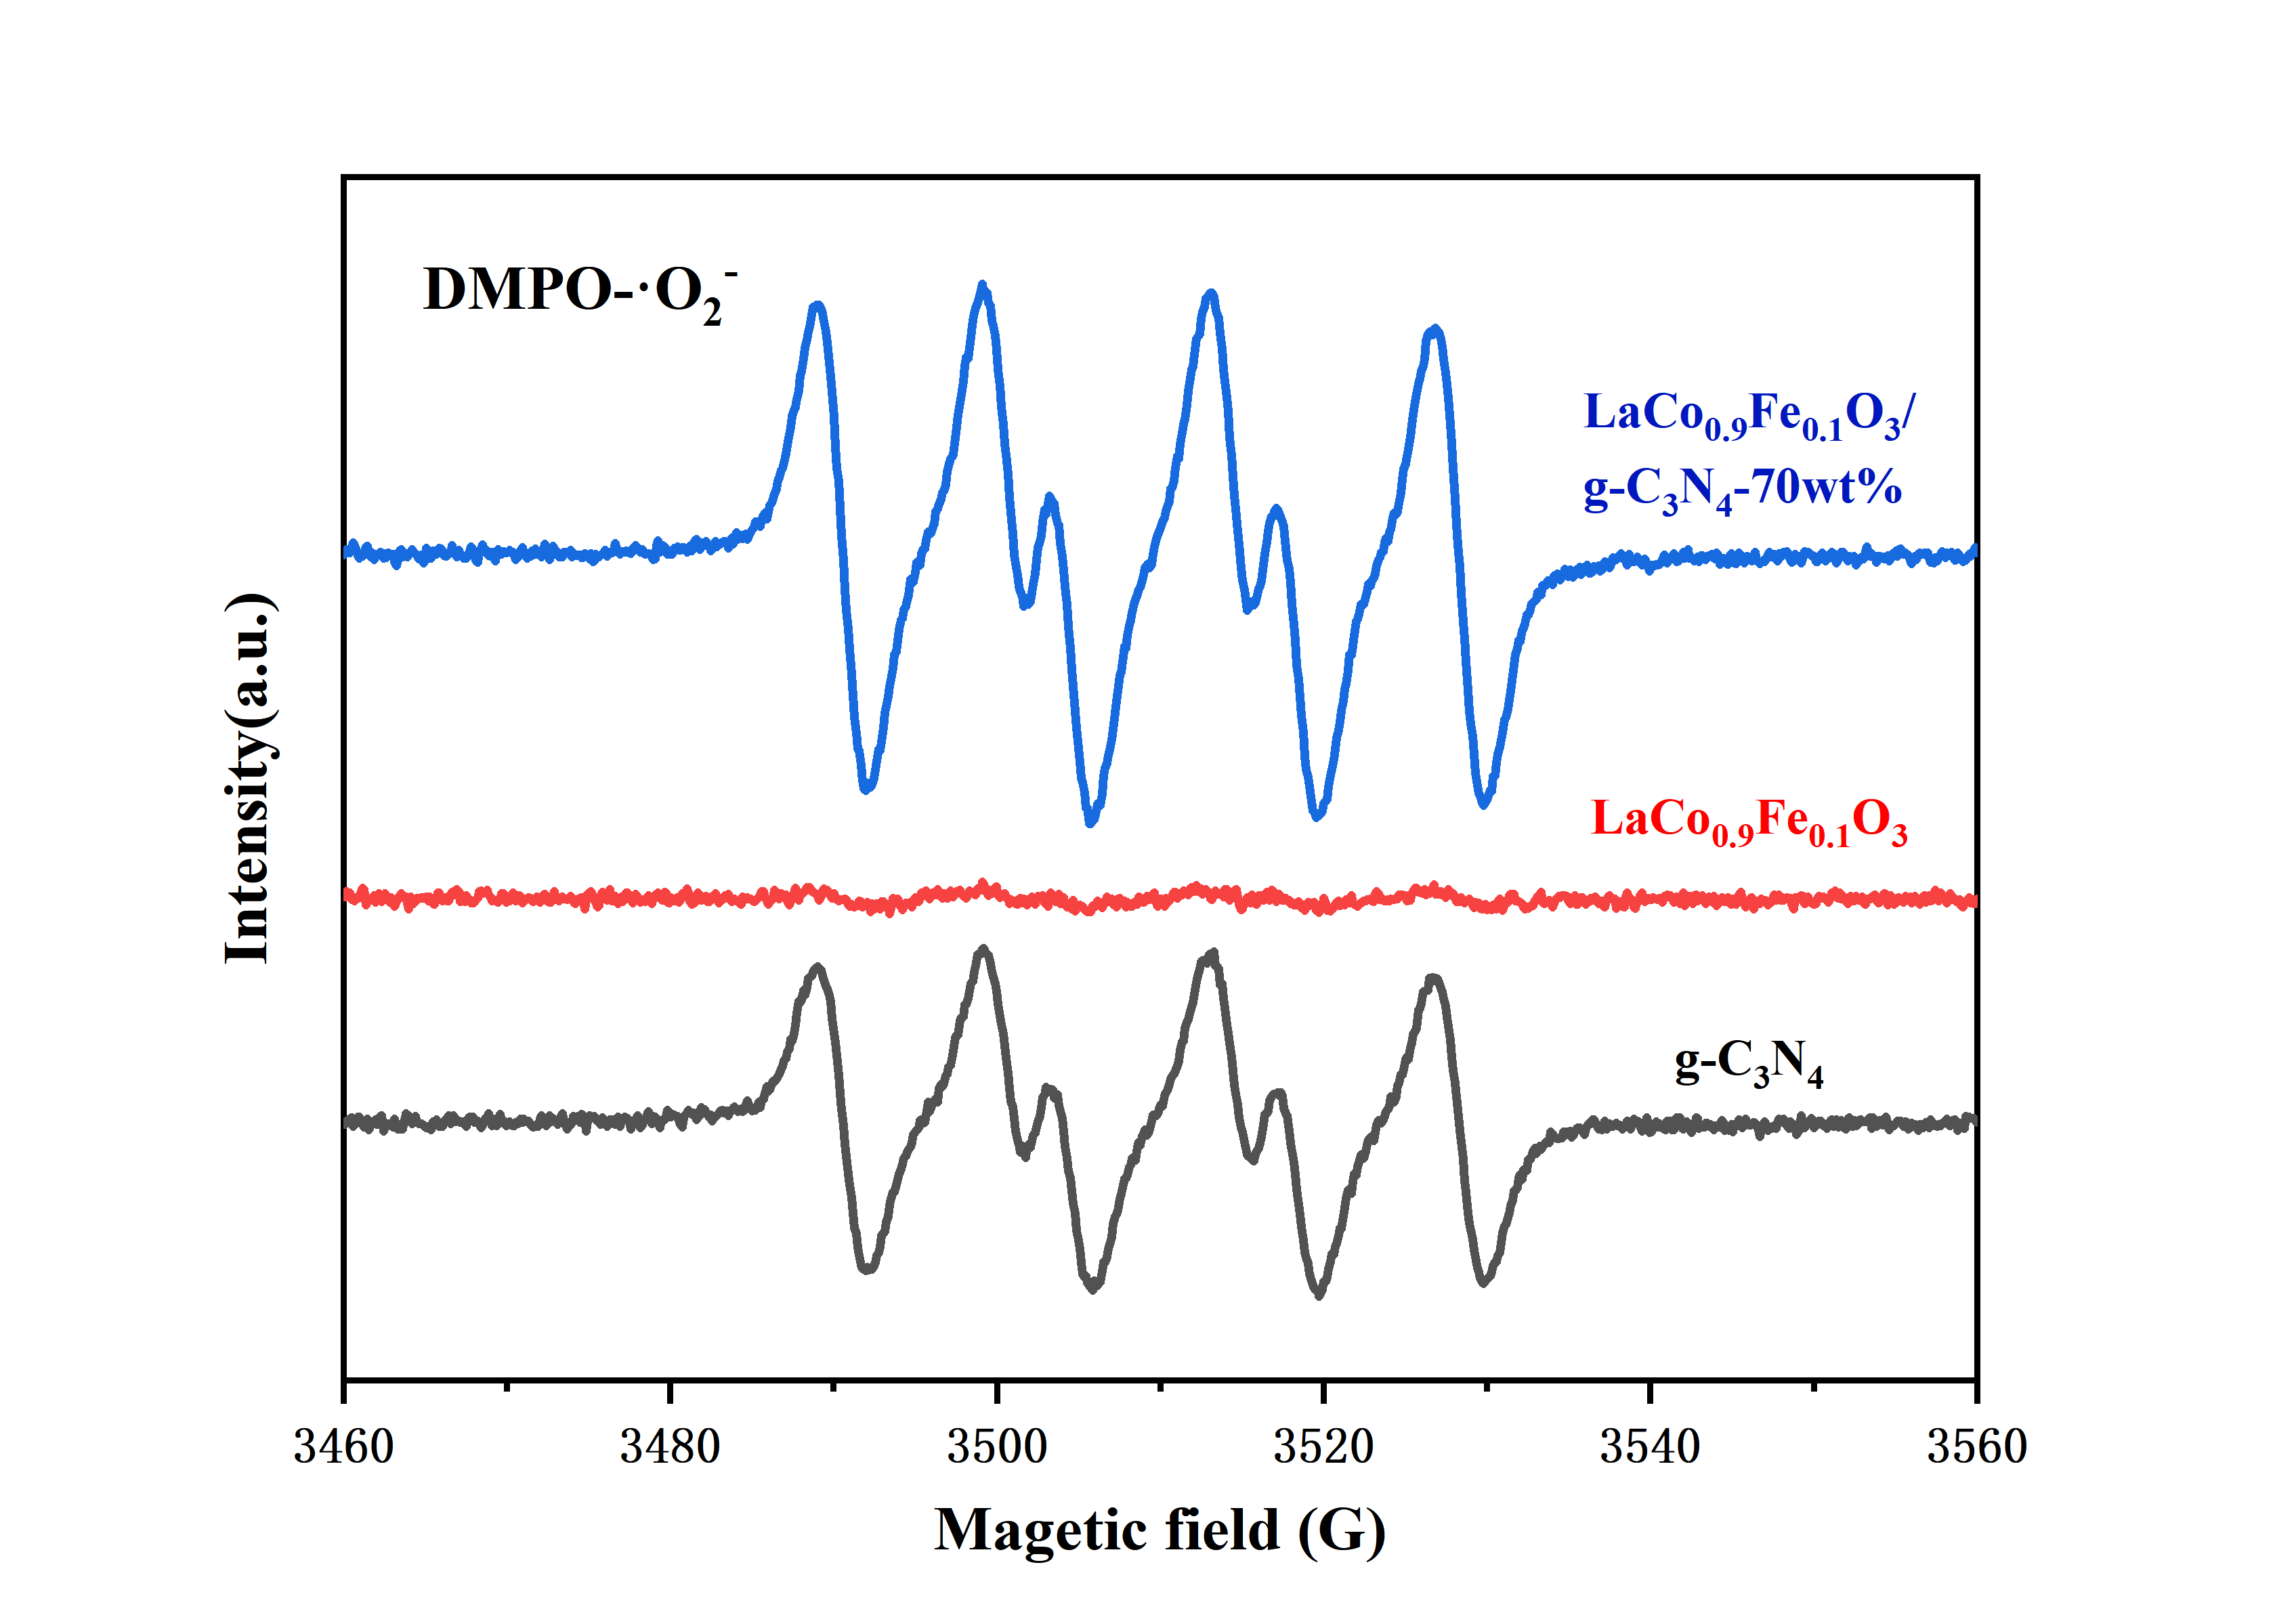 DMPO-·O₂⁻
LaCo₀.₉Fe₀.₁O₃/
g-C₃N₄-70wt%
LaCo₀.₉Fe₀.₁O₃
g-C₃N₄
Intensity(a.u.)
3460 3480 3500 3520 3540 3560
Magetic field (G)